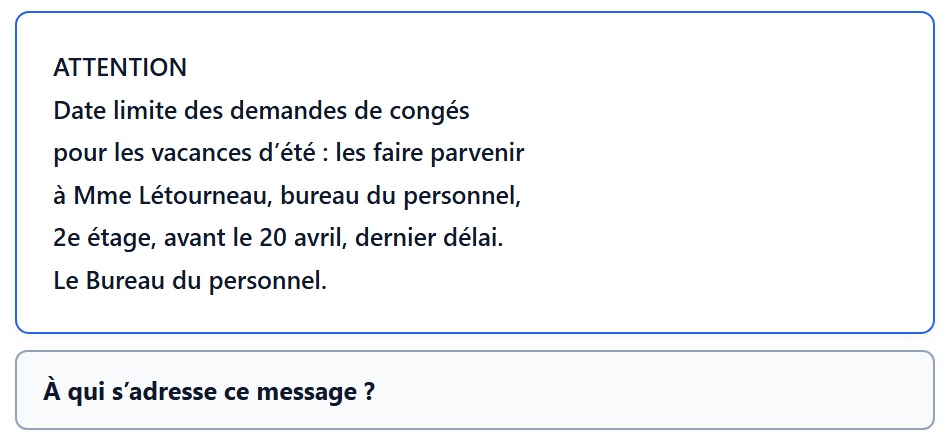 ATTENTION
Date limite des demandes de congés
pour les vacances d’été : les faire parvenir
à Mme Létourneau, bureau du personnel,
2e étage, avant le 20 avril, dernier délai.
Le Bureau du personnel.
À qui s’adresse ce message ?